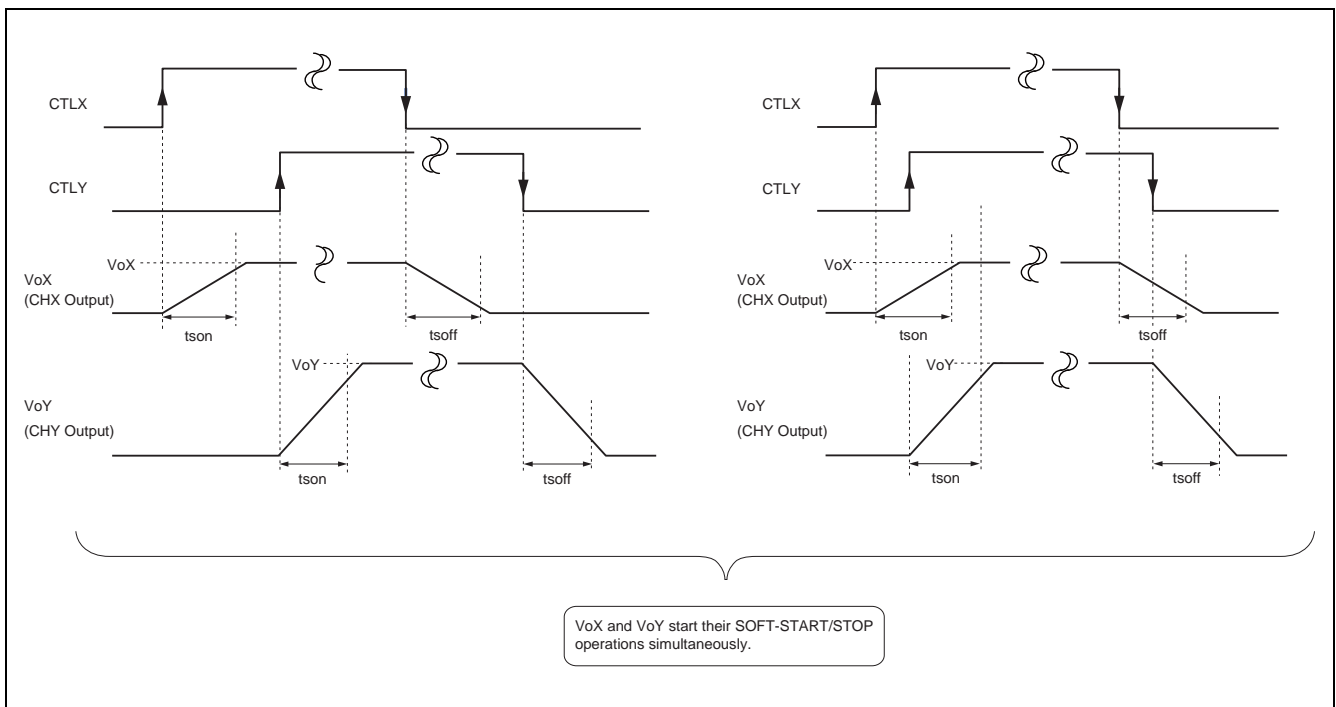 CTLX
CTLY
VoX
VoX
(CHX Output)
tson
tsoff
VoY
VoY
(CHY Output)
tson
tsoff
CTLX
CTLY
VoX
VoX
(CHX Output)
tson
tsoff
VoY
VoY
(CHY Output)
tson
tsoff
VoX and VoY start their SOFT-START/STOP
operations simultaneously.